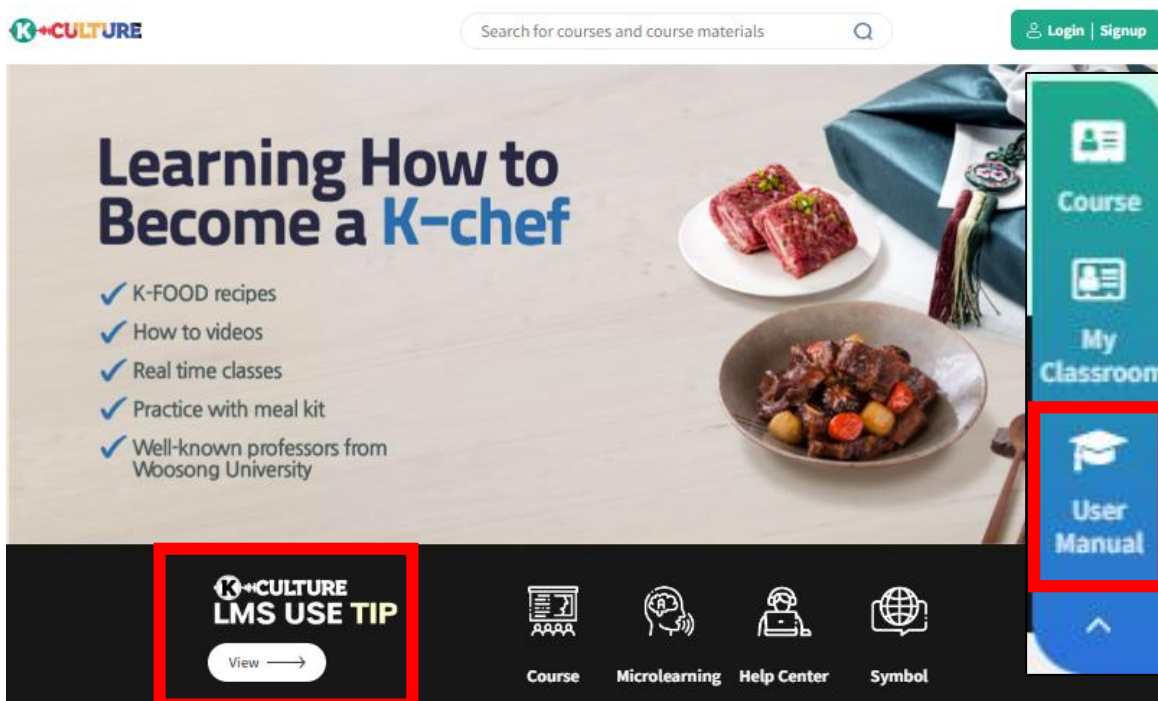 K-CULTURE
Search for courses and course materials
Login | Signup
Learning How to
Become a K-chef
K-FOOD recipes
How to videos
Real time classes
Practice with meal kit
Well-known professors from
Woosong University
Course
My
Classroom
User
Manual
K-CULTURE
LMS USE TIP
View
Course
Microlearning
Help Center
Symbol